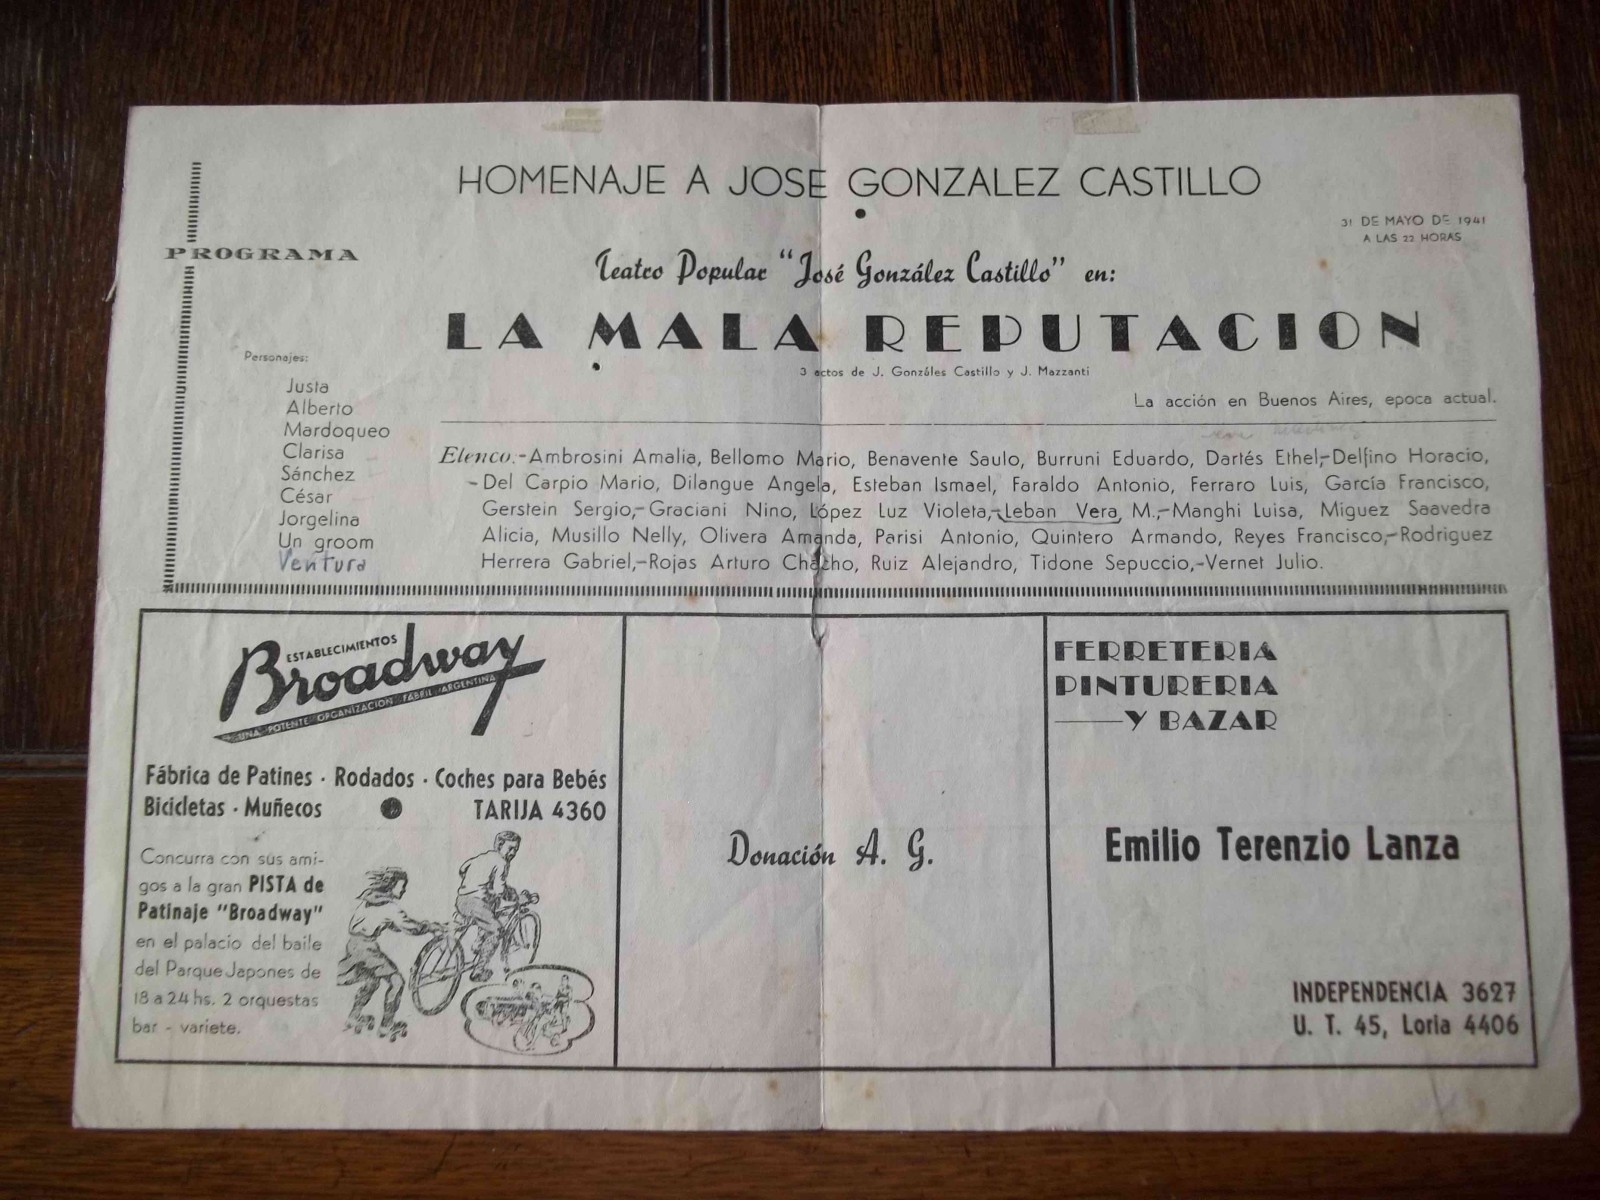 HOMENAJE A JOSE GONZALEZ CASTILLO
31 DE MAYO DE 1941
A LAS 22 HORAS
PROGRAMA
Teatro Popular "José González Castillo" en:
LA MALA REPUTACION
3 actos de J. Gonzáles Castillo y J. Mazzanti
La acción en Buenos Aires, epoca actual.
Personajes:
Justa
Alberto
Mardoqueo
Clarisa
Sánchez
César
Jorgelina
Un groom
Ventura
Elenco.-Ambrosini Amalia, Bellomo Mario, Benavente Saulo, Burruni Eduardo, Dartés Ethel,-Delfino Horacio,
-Del Carpio Mario, Dilangue Angela, Esteban Ismael, Faraldo Antonio, Ferraro Luis, García Francisco,
Gerstein Sergio,-Graciani Nino, López Luz Violeta,-Leban Vera, M.,-Manghi Luisa, Miguez Saavedra
Alicia, Musillo Nelly, Olivera Amanda, Parisi Antonio, Quintero Armando, Reyes Francisco,-Rodriguez
Herrera Gabriel,-Rojas Arturo Chacho, Ruiz Alejandro, Tidone Sepuccio,-Vernet Julio.
ESTABLECIMIENTOS
Broadway
UNA POTENTE ORGANIZACION FABRIL ARGENTINA
Fábrica de Patines · Rodados · Coches para Bebés
Bicicletas · Muñecos ● TARIJA 4360
Concurra con sus ami-
gos a la gran PISTA de
Patinaje "Broadway"
en el palacio del baile
del Parque Japones de
18 a 24 hs. 2 orquestas
bar - variete.
Donación A. G.
FERRETERIA
PINTURERIA
Y BAZAR
Emilio Terenzio Lanza
INDEPENDENCIA 3627
U. T. 45, Loria 4406